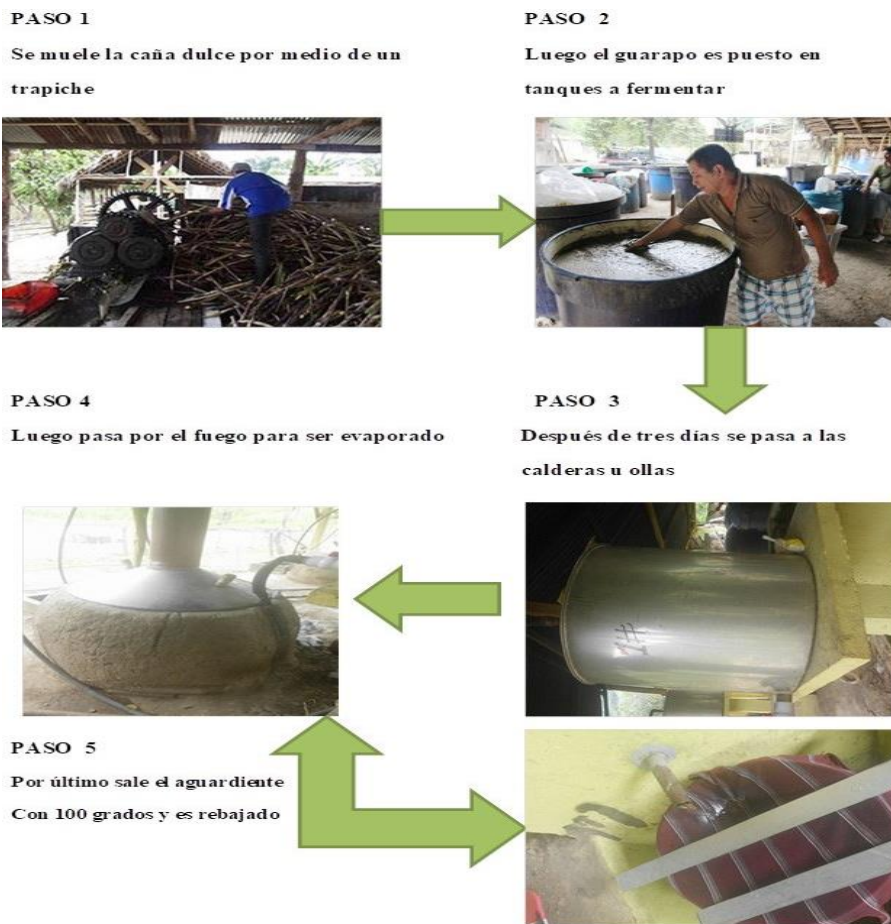 PASO 1
Se muele la caña dulce por medio de un
trapiche
PASO 2
Luego el guarapo es puesto en
tanques a fermentar
PASO 3
Después de tres días se pasa a las
calderas u ollas
PASO 4
Luego pasa por el fuego para ser evaporado
PASO 5
Por último sale el aguardiente
Con 100 grados y es rebajado